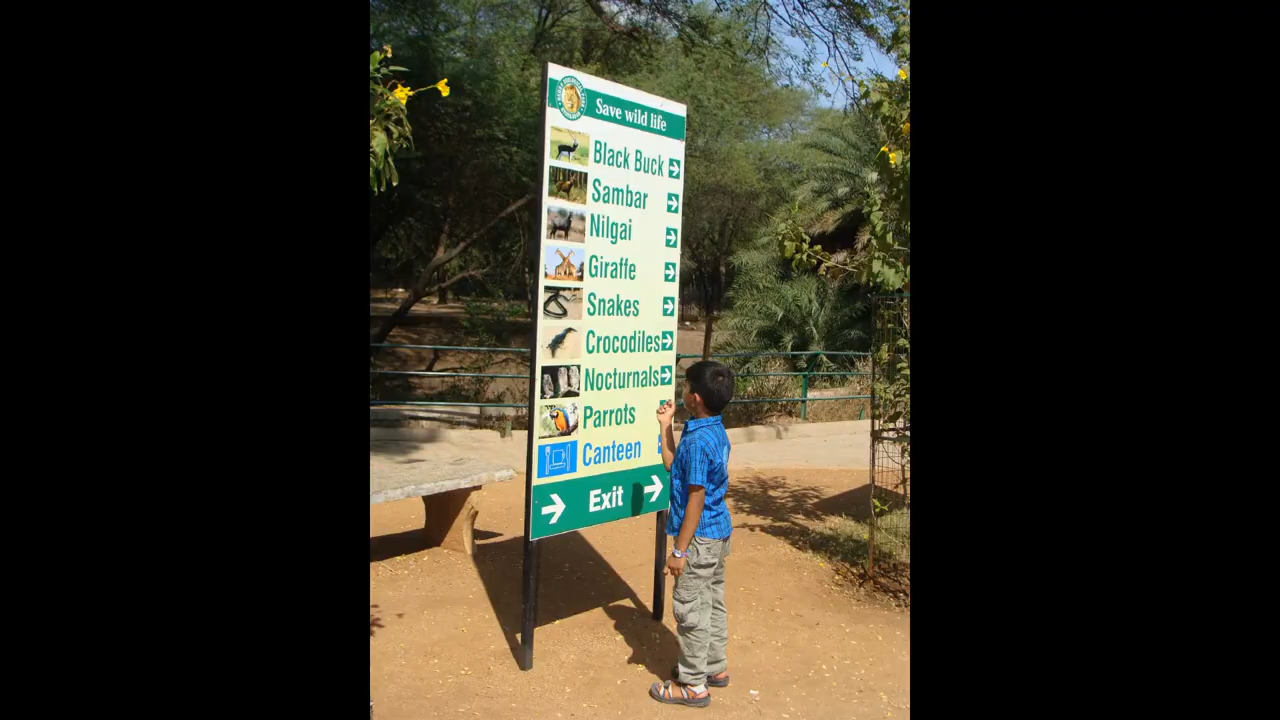 Save wild life
Black Buck
Sambar
Nilgai
Giraffe
Snakes
Crocodiles
Nocturnals
Parrots
Canteen
Exit